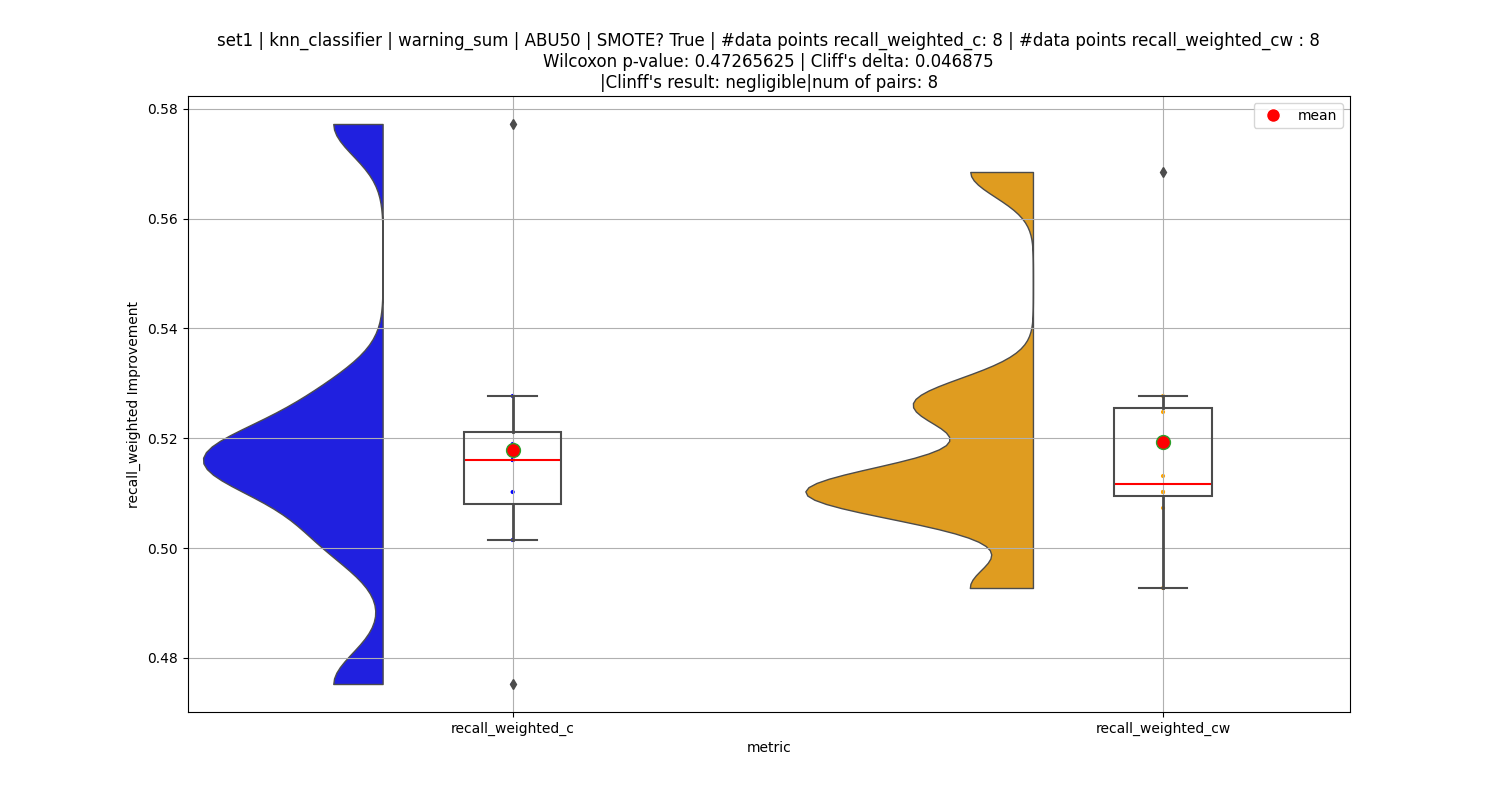 set1 | knn_classifier | warning_sum | ABU50 | SMOTE? True | #data points recall_weighted_c: 8 | #data points recall_weighted_cw : 8
Wilcoxon p-value: 0.47265625 | Cliff's delta: 0.046875
|Clinff's result: negligible|num of pairs: 8
mean
0.58
0.56
0.54
0.52
0.50
0.48
recall_weighted Improvement
recall_weighted_c
recall_weighted_cw
metric